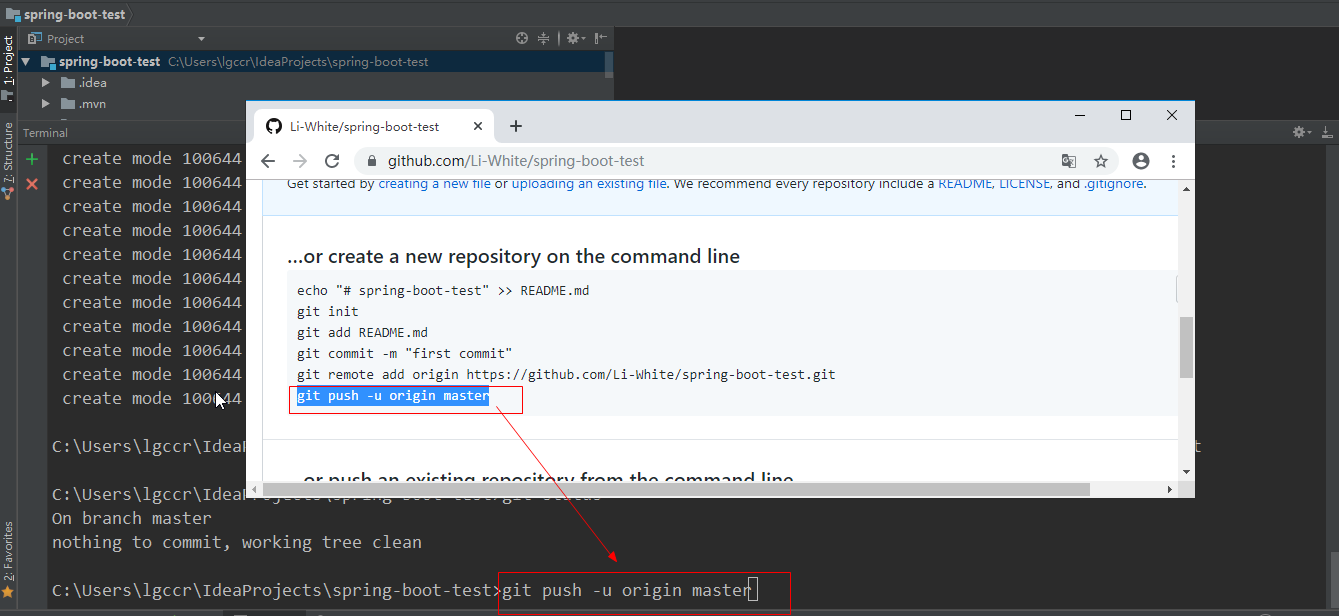 spring-boot-test
Project
1: Project
spring-boot-test C:\Users\lgccr\IdeaProjects\spring-boot-test
.idea
.mvn
Terminal
7: Structure
create mode 100644
create mode 100644
create mode 100644
create mode 100644
create mode 100644
create mode 100644
create mode 100644
create mode 100644
create mode 100644
create mode 100644
create mode 100644
Li-White/spring-boot-test
github.com/Li-White/spring-boot-test
Get started by creating a new file or uploading an existing file. We recommend every repository include a README, LICENSE, and .gitignore.
…or create a new repository on the command line
echo "# spring-boot-test" >> README.md
git init
git add README.md
git commit -m "first commit"
git remote add origin https://github.com/Li-White/spring-boot-test.git
git push -u origin master
…or push an existing repository from the command line
C:\Users\lgccr\Idea
t
C:\Users\lgccr\IdeaProjects\spring-boot-test>git status
On branch master
nothing to commit, working tree clean
C:\Users\lgccr\IdeaProjects\spring-boot-test>git push -u origin master
2: Favorites